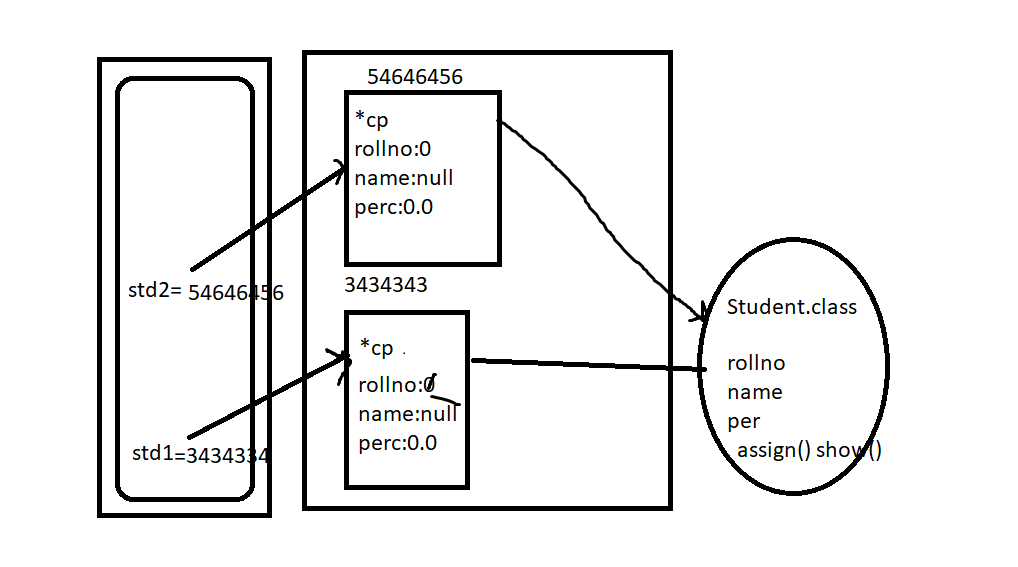 54646456
*cp
rollno:0
name:null
perc:0.0
std2= 54646456
3434343
*cp .
rollno:0
name:null
perc:0.0
std1=3434334
Student.class
rollno
name
per
assign() show()